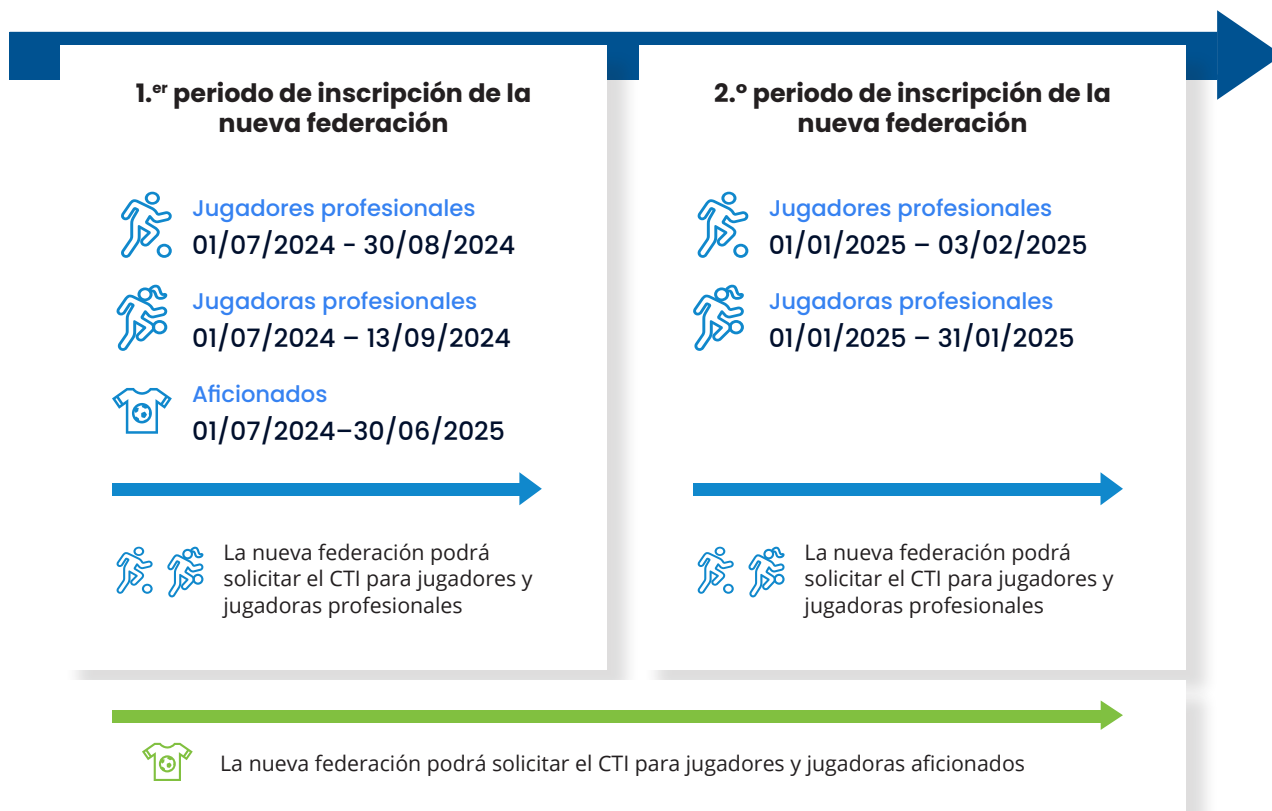 1.er periodo de inscripción de la
nueva federación
Jugadores profesionales
01/07/2024 - 30/08/2024
Jugadoras profesionales
01/07/2024 – 13/09/2024
Aficionados
01/07/2024–30/06/2025
La nueva federación podrá
solicitar el CTI para jugadores y
jugadoras profesionales
2.º periodo de inscripción de la
nueva federación
Jugadores profesionales
01/01/2025 – 03/02/2025
Jugadoras profesionales
01/01/2025 – 31/01/2025
La nueva federación podrá
solicitar el CTI para jugadores y
jugadoras profesionales
La nueva federación podrá solicitar el CTI para jugadores y jugadoras aficionados